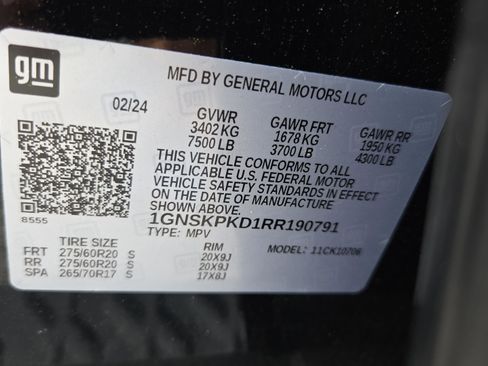 gm
MFD BY GENERAL MOTORS LLC
02/24 GVWR GAWR FRT GAWR RR
3402 KG 1678 KG 1950 KG
7500 LB 3700 LB 4300 LB
THIS VEHICLE CONFORMS TO ALL
APPLICABLE U.S. FEDERAL MOTOR
VEHICLE SAFETY STANDARDS IN EFFECT
ON THE DATE OF MANUFACTURE
SHOWN ABOVE.
8555 1GNSKPKD1RR190791
TYPE: MPV MODEL: 11CK10706
TIRE SIZE RIM
FRT 275/60R20 S 20X9J
RR 275/60R20 S 20X9J
SPA 265/70R17 S 17X8J